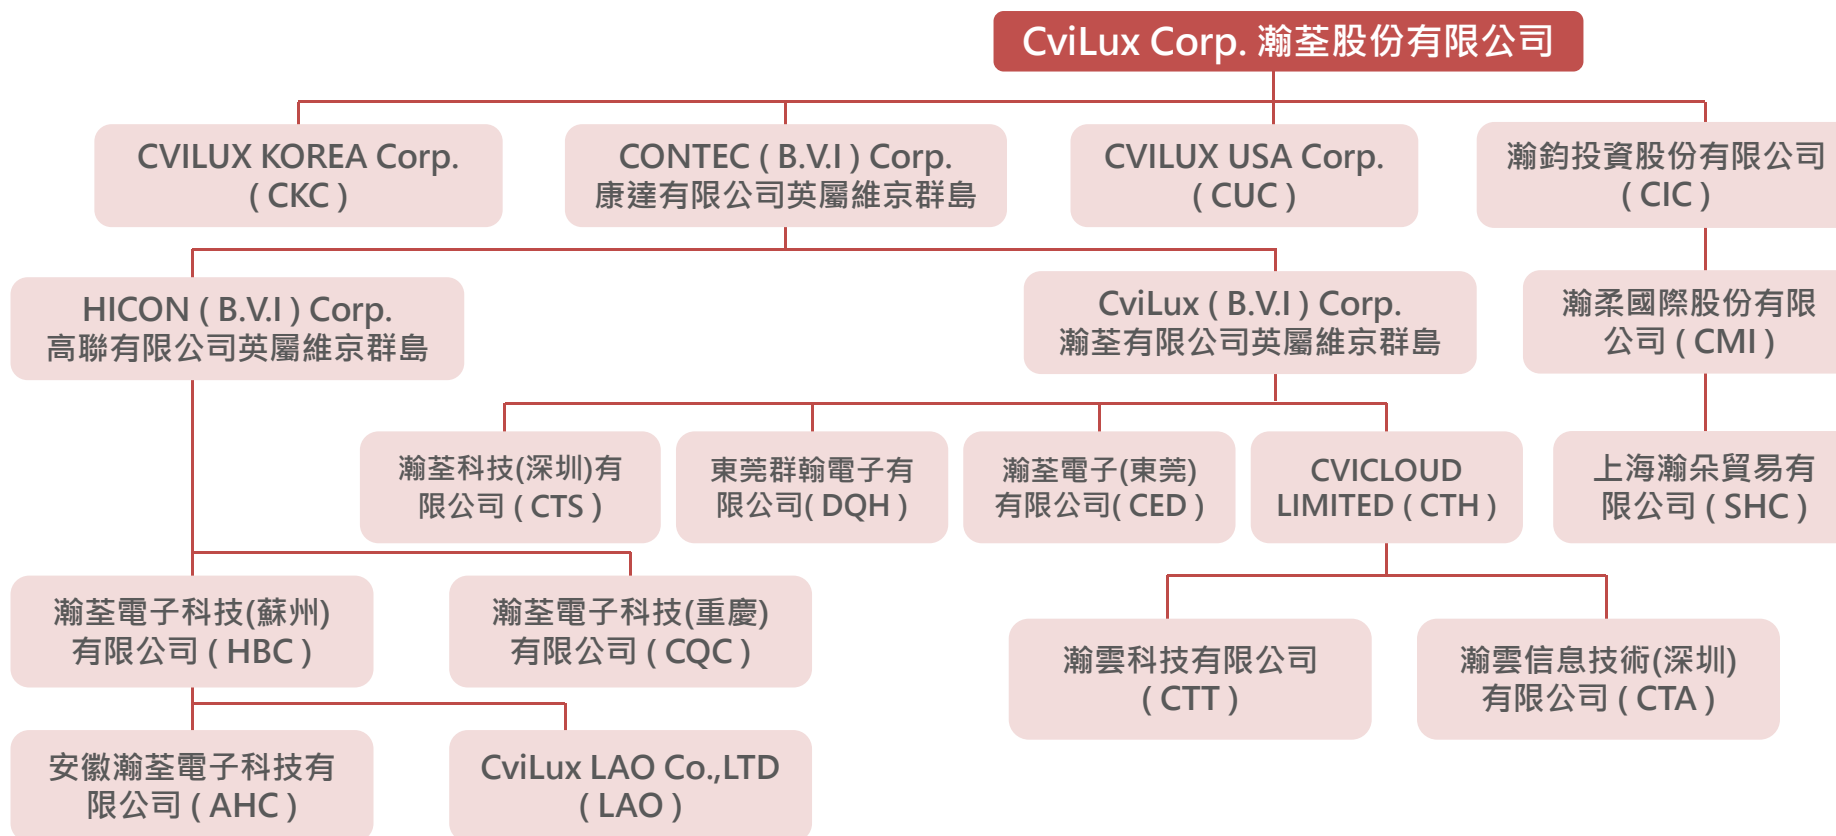 CviLux Corp. 瀚荃股份有限公司
CVILUX KOREA Corp.
( CKC )
CONTEC ( B.V.I ) Corp.
康達有限公司英屬維京群島
CVILUX USA Corp.
( CUC )
瀚鈞投資股份有限公司
( CIC )
HICON ( B.V.I ) Corp.
高聯有限公司英屬維京群島
CviLux ( B.V.I ) Corp.
瀚荃有限公司英屬維京群島
瀚柔國際股份有限
公司 ( CMI )
瀚荃科技(深圳)有
限公司 ( CTS )
東莞群翰電子有
限公司( DQH )
瀚荃電子(東莞)
有限公司( CED )
CVICLOUD
LIMITED ( CTH )
上海瀚朵貿易有
限公司 ( SHC )
瀚荃電子科技(蘇州)
有限公司 ( HBC )
瀚荃電子科技(重慶)
有限公司 ( CQC )
瀚雲科技有限公司
( CTT )
瀚雲信息技術(深圳)
有限公司 ( CTA )
安徽瀚荃電子科技有
限公司 ( AHC )
CviLux LAO Co.,LTD
( LAO )